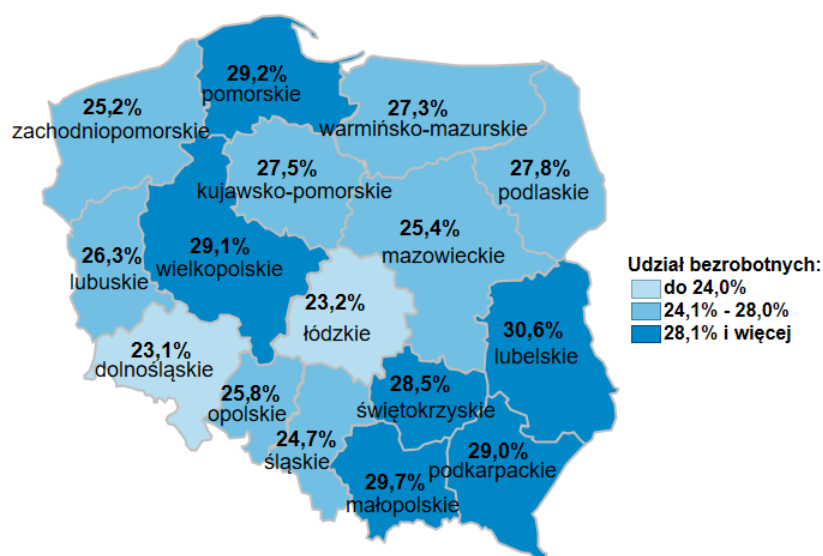 29,2%
pomorskie
25,2%
zachodniopomorskie
27,3%
warmińsko-mazurskie
27,5%
kujawsko-pomorskie
27,8%
podlaskie
25,4%
mazowieckie
26,3%
lubuskie
29,1%
wielkopolskie
23,2%
łódzkie
23,1%
dolnośląskie
30,6%
lubelskie
25,8%
opolskie
24,7%
śląskie
28,5%
świętokrzyskie
29,7%
małopolskie
29,0%
podkarpackie
Udział bezrobotnych:
do 24,0%
24,1% - 28,0%
28,1% i więcej